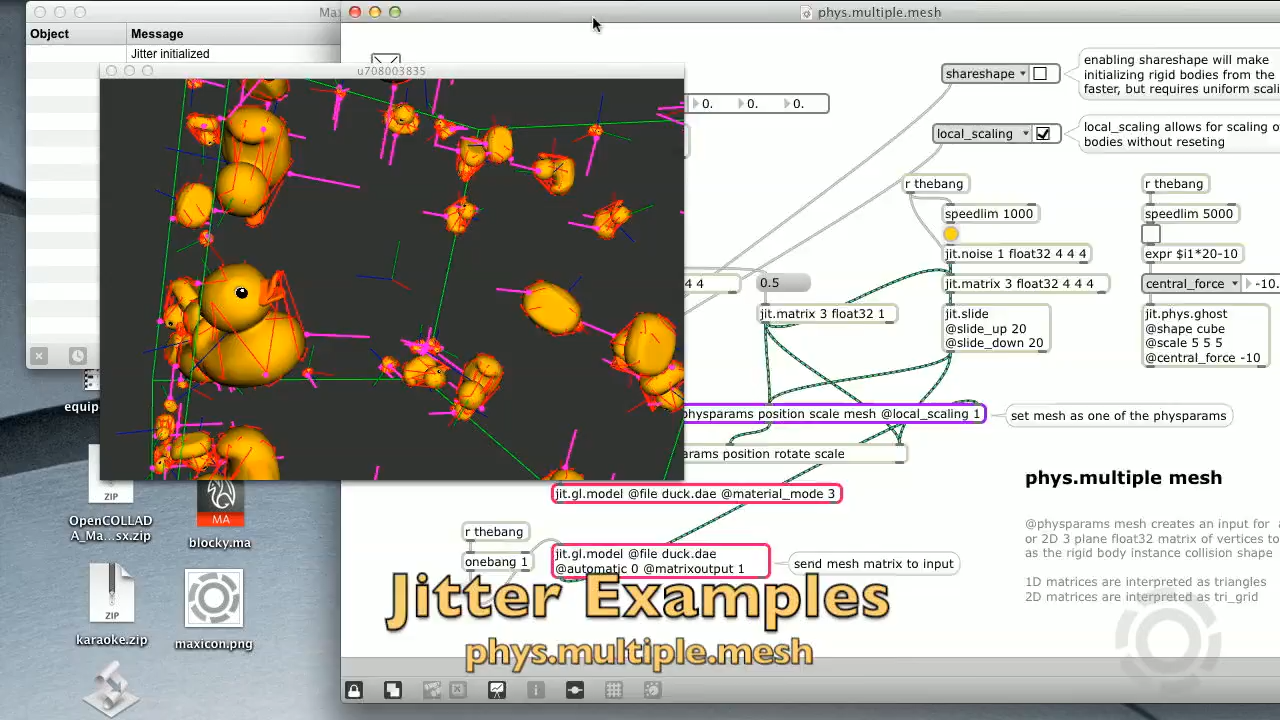 Max
phys.multiple.mesh
Object
Message
Jitter initialized
u708003835
0.
0.
0.
shareshape
enabling shareshape will make
initializing rigid bodies from the
faster, but requires uniform scali
local_scaling
local_scaling allows for scaling o
bodies without reseting
r thebang
r thebang
speedlim 1000
speedlim 5000
jit.noise 1 float32 4 4 4
expr $i1*20-10
4 4
0.5
jit.matrix 3 float32 4 4 4
central_force
-10.
jit.matrix 3 float32 1
jit.slide
@slide_up 20
@slide_down 20
jit.phys.ghost
@shape cube
@scale 5 5 5
@central_force -10
equip
physparams position scale mesh @local_scaling 1
set mesh as one of the physparams
rams position rotate scale
phys.multiple mesh
jit.gl.model @file duck.dae @material_mode 3
ZIP
OpenCOLLAD
A_Ma...sx.zip
MA
blocky.ma
r thebang
@physparams mesh creates an input for
or 2D 3 plane float32 matrix of vertices to
as the rigid body instance collision shape
onebang 1
jit.gl.model @file duck.dae
@automatic 0 @matrixoutput 1
send mesh matrix to input
1D matrices are interpreted as triangles
2D matrices are interpreted as tri_grid
Jitter Examples
phys.multiple.mesh
ZIP
karaoke.zip
maxicon.png